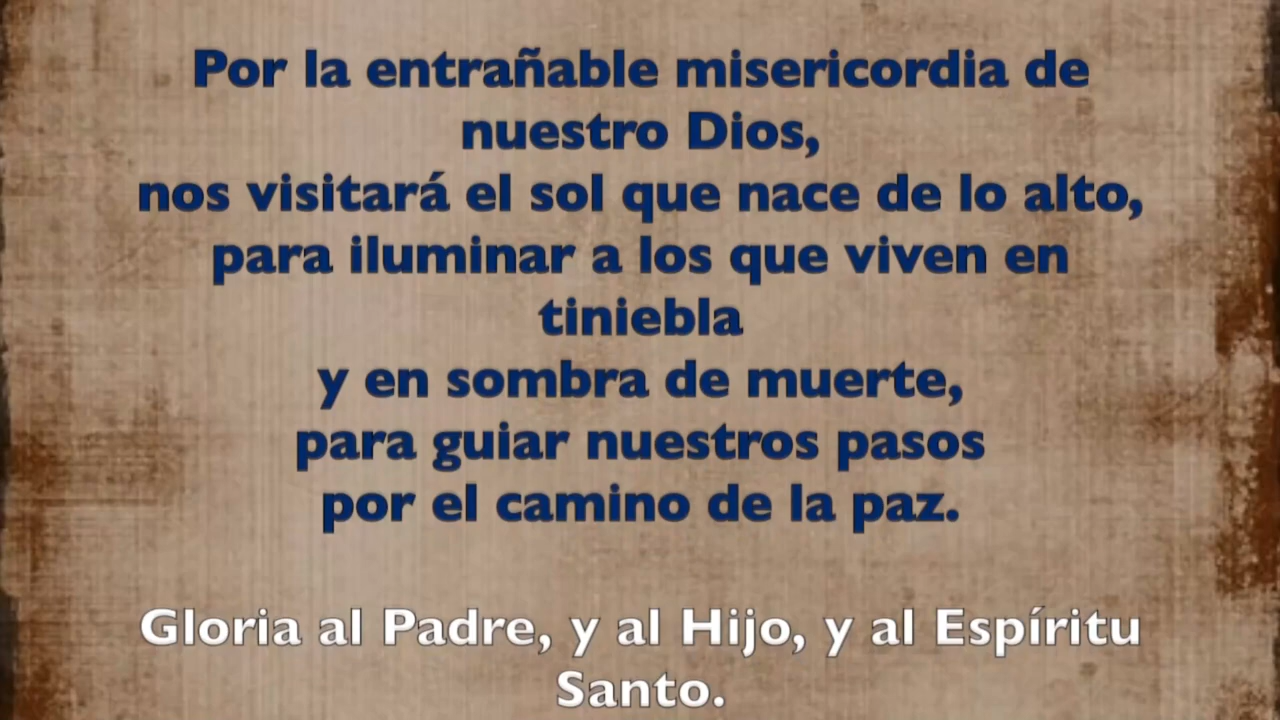 Por la entrañable misericordia de
nuestro Dios,
nos visitará el sol que nace de lo alto,
para iluminar a los que viven en
tiniebla
y en sombra de muerte,
para guiar nuestros pasos
por el camino de la paz.
Gloria al Padre, y al Hijo, y al Espíritu
Santo.